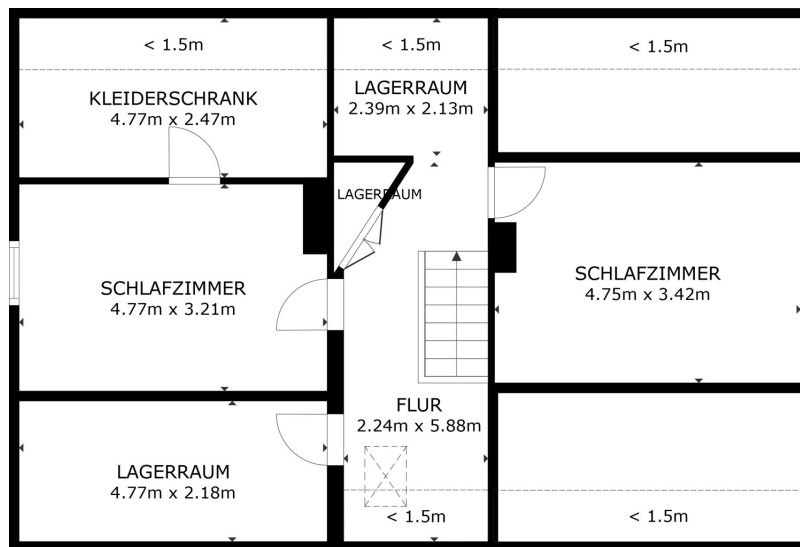 < 1.5m
< 1.5m
< 1.5m
KLEIDERSCHRANK
4.77m x 2.47m
LAGERRAUM
2.39m x 2.13m
LAGERRAUM
SCHLAFZIMMER
4.77m x 3.21m
SCHLAFZIMMER
4.75m x 3.42m
FLUR
2.24m x 5.88m
LAGERRAUM
4.77m x 2.18m
< 1.5m
< 1.5m